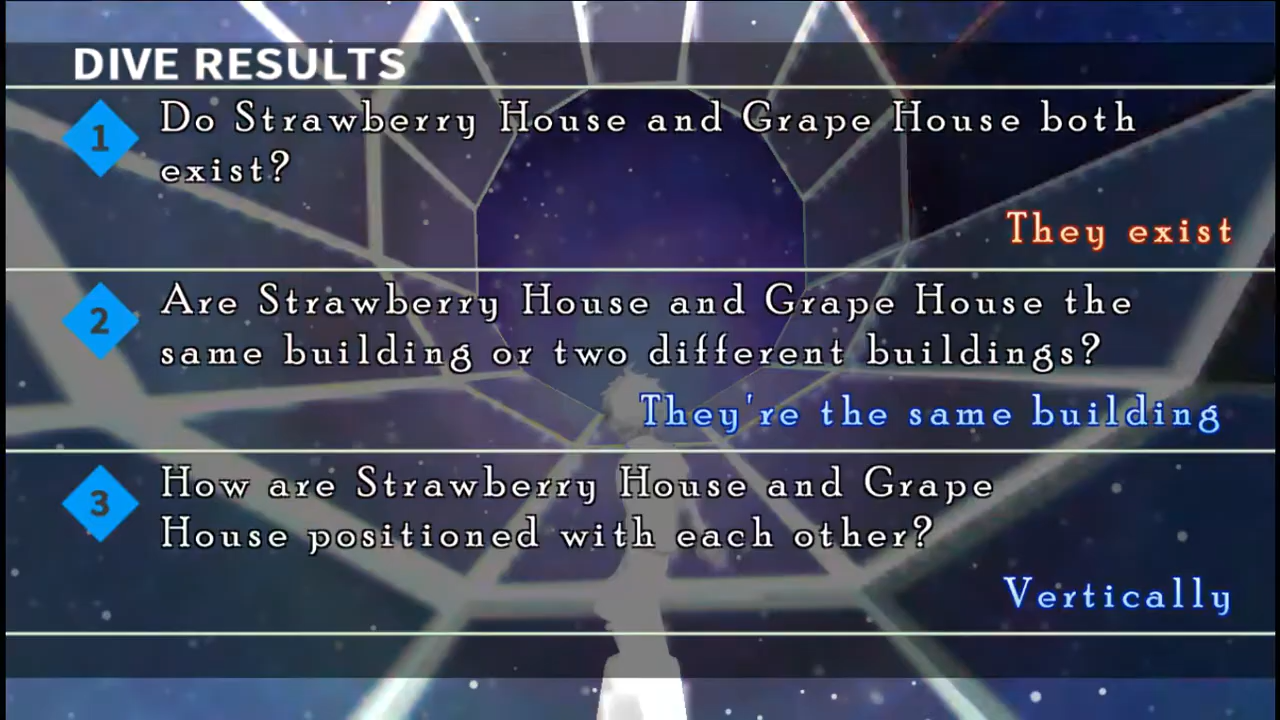 DIVE RESULTS
1
Do Strawberry House and Grape House both
exist?
They exist
2
Are Strawberry House and Grape House the
same building or two different buildings?
They're the same building
3
How are Strawberry House and Grape
House positioned with each other?
Vertically